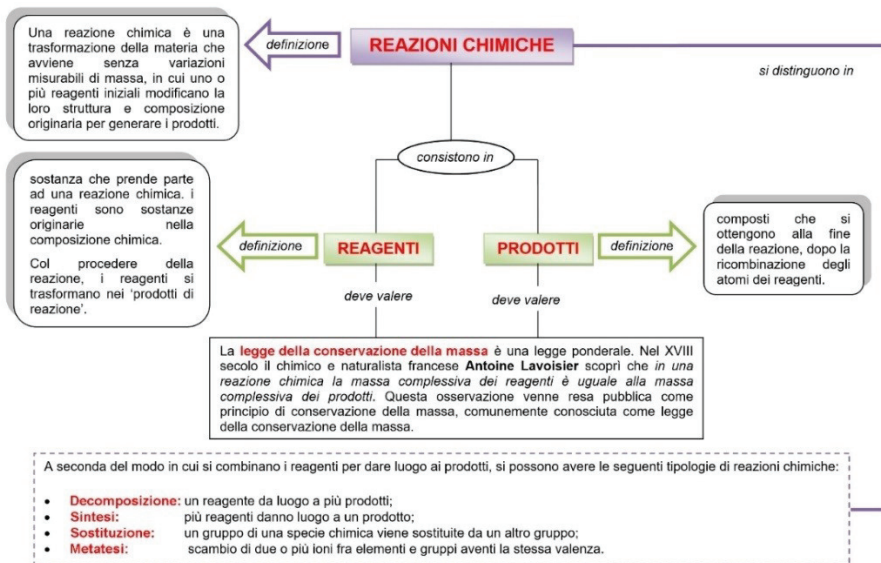 Una reazione chimica è una
trasformazione della materia che
avviene senza variazioni
misurabili di massa, in cui uno o
più reagenti iniziali modificano la
loro struttura e composizione
originaria per generare i prodotti.
definizione
REAZIONI CHIMICHE
si distinguono in
consistono in
sostanza che prende parte
ad una reazione chimica. i
reagenti sono sostanze
originarie nella
composizione chimica.
Col procedere della
reazione, i reagenti si
trasformano nei ‘prodotti di
reazione’.
definizione
REAGENTI
PRODOTTI
definizione
composti che si
ottengono alla fine
della reazione, dopo la
ricombinazione degli
atomi dei reagenti.
deve valere
deve valere
La legge della conservazione della massa è una legge ponderale. Nel XVIII
secolo il chimico e naturalista francese Antoine Lavoisier scoprì che in
una reazione chimica la massa complessiva dei reagenti è uguale alla massa
complessiva dei prodotti. Questa osservazione venne resa pubblica come
principio di conservazione della massa, comunemente conosciuta come legge
della conservazione della massa.
A seconda del modo in cui si combinano i reagenti per dare luogo ai prodotti, si possono avere le seguenti tipologie di reazioni chimiche:
• Decomposizione: un reagente da luogo a più prodotti;
• Sintesi: più reagenti danno luogo a un prodotto;
• Sostituzione: un gruppo di una specie chimica viene sostituite da un altro gruppo;
• Metatesi: scambio di due o più ioni fra elementi e gruppi aventi la stessa valenza.